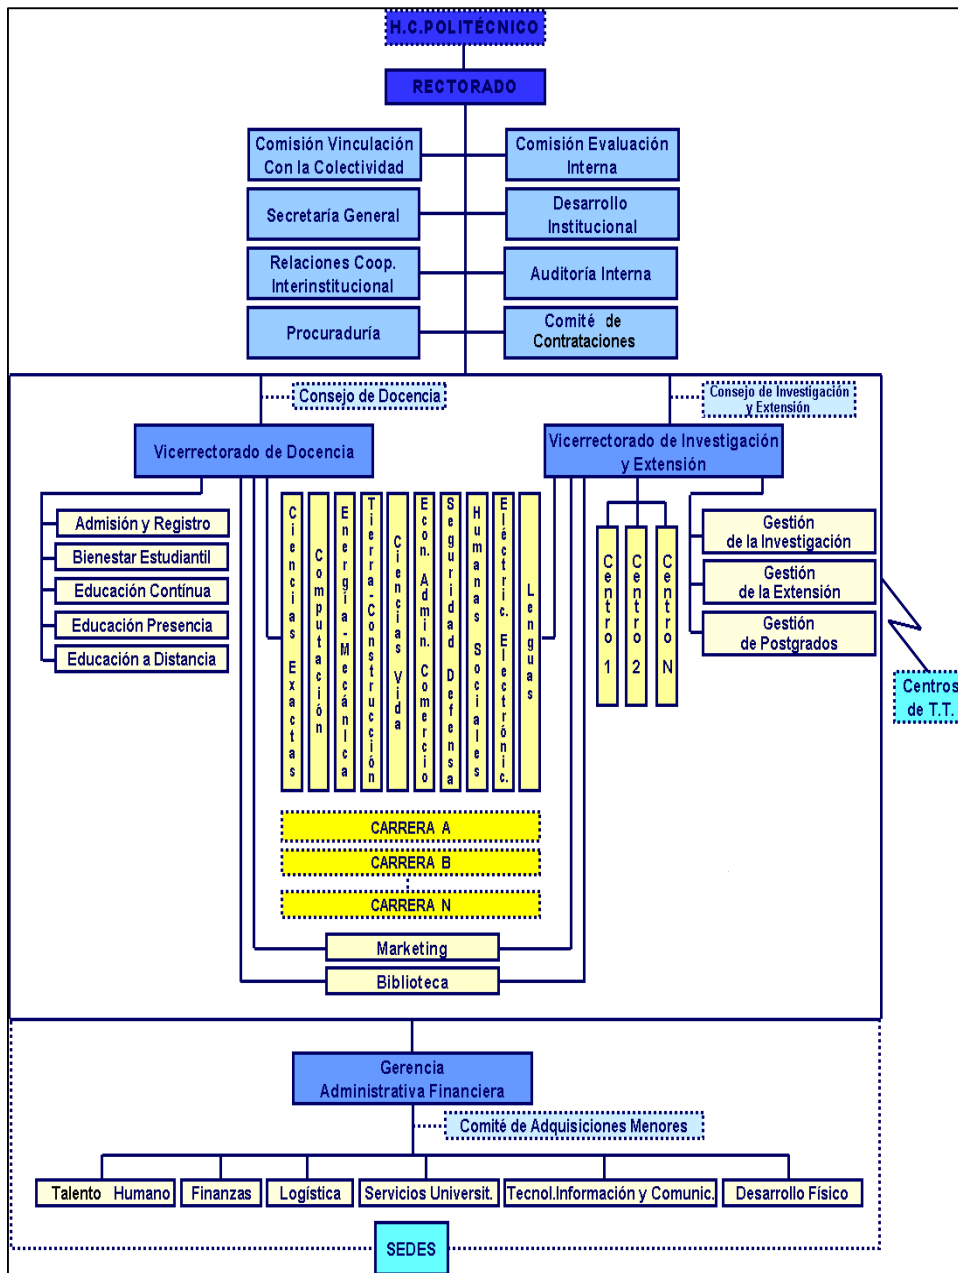 H.C.POLITÉCNICO
RECTORADO
Comisión Vinculación
Con la Colectividad
Comisión Evaluación
Interna
Secretaría General
Desarrollo
Institucional
Relaciones Coop.
Interinstitucional
Auditoría Interna
Procuraduría
Comité de
Contrataciones
Consejo de Docencia
Consejo de Investigación
y Extensión
Vicerrectorado de Docencia
Vicerrectorado de Investigación
y Extensión
Admisión y Registro
Bienestar Estudiantil
Educación Contínua
Educación Presencia
Educación a Distancia
Ciencias Exactas
Computación
Energía-Mecánica
Tierra-Construcción
Ciencias Vida
Econ. Admin. Comercio
Seguridad Defensa
Humanas Sociales
Eléctric. Electrónic.
Lenguas
Centro 1
Centro 2
Centro N
Gestión
de la Investigación
Gestión
de la Extensión
Gestión
de Postgrados
Centros
de T.T.
CARRERA A
CARRERA B
CARRERA N
Marketing
Biblioteca
Gerencia
Administrativa Financiera
Comité de Adquisiciones Menores
Talento Humano
Finanzas
Logística
Servicios Universit.
Tecnol.Información y Comunic.
Desarrollo Físico
SEDES